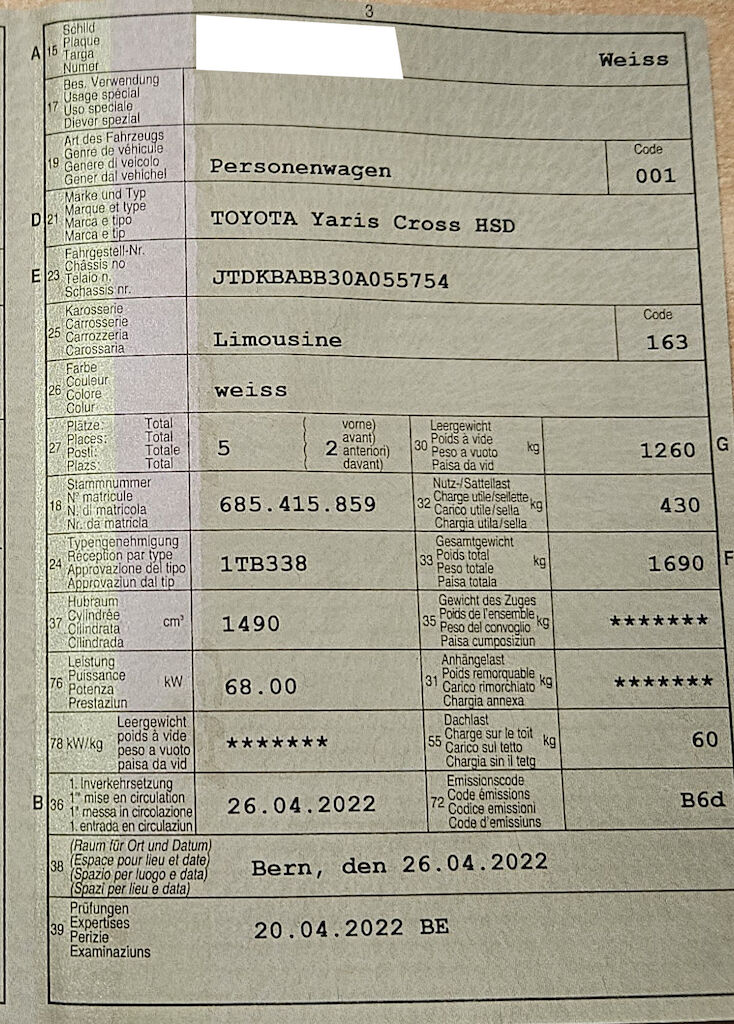 3
A 15 Schild
Plaque
Targa
Numer
Weiss
17 Bes. Verwendung
Usage spécial
Uso speciale
Diever spezial
19 Art des Fahrzeugs
Genre de véhicule
Genere di veicolo
Gener dal vehichel
Personenwagen
Code
001
D 21 Marke und Typ
Marque et type
Marca e tipo
Marca e tip
TOYOTA Yaris Cross HSD
E 23 Fahrgestell-Nr.
Châssis no
Telaio n.
Schassis nr.
JTDKBABB30A055754
25 Karosserie
Carrosserie
Carrozzeria
Carossaria
Limousine
Code
163
26 Farbe
Couleur
Colore
Colur
weiss
27 Plätze: Total
Places: Total
Posti: Totale
Plazs: Total
5
( vorne)
( avant)
( 2 anteriori)
( davant)
30 Leergewicht
Poids à vide
Peso a vuoto
Paisa da vid
kg
1260 G
18 Stammnummer
N° matricule
N. di matricola
Nr. da matricla
685.415.859
32 Nutz-/Sattellast
Charge utile/sellette
Carico utile/sella
Chargia utila/sella
kg
430
24 Typengenehmigung
Réception par type
Approvazione del tipo
Approvaziun dal tip
1TB338
33 Gesamtgewicht
Poids total
Peso totale
Paisa totala
kg
1690 F
37 Hubraum
Cylindrée
Cilindrata
Cilindrada
cm³
1490
35 Gewicht des Zuges
Poids de l'ensemble
Peso del convoglio
Paisa cumposiziun
kg
*******
76 Leistung
Puissance
Potenza
Prestaziun
kW
68.00
31 Anhängelast
Poids remorquable
Carico rimorchiato
Chargia annexa
kg
*******
78 kW/kg Leergewicht
poids à vide
peso a vuoto
paisa da vid
*******
55 Dachlast
Charge sur le toit
Carico sul tetto
Chargia sin il tetg
kg
60
B 36 1. Inverkehrsetzung
1re mise en circulation
1a messa in circolazione
1. entrada en circulaziun
26.04.2022
72 Emissionscode
Code émissions
Codice emissioni
Code d'emissiuns
B6d
38 (Raum für Ort und Datum)
(Espace pour lieu et date)
(Spazio per luogo e data)
(Spazi per lieu e data)
Bern, den 26.04.2022
39 Prüfungen
Expertises
Perizie
Examinaziuns
20.04.2022 BE